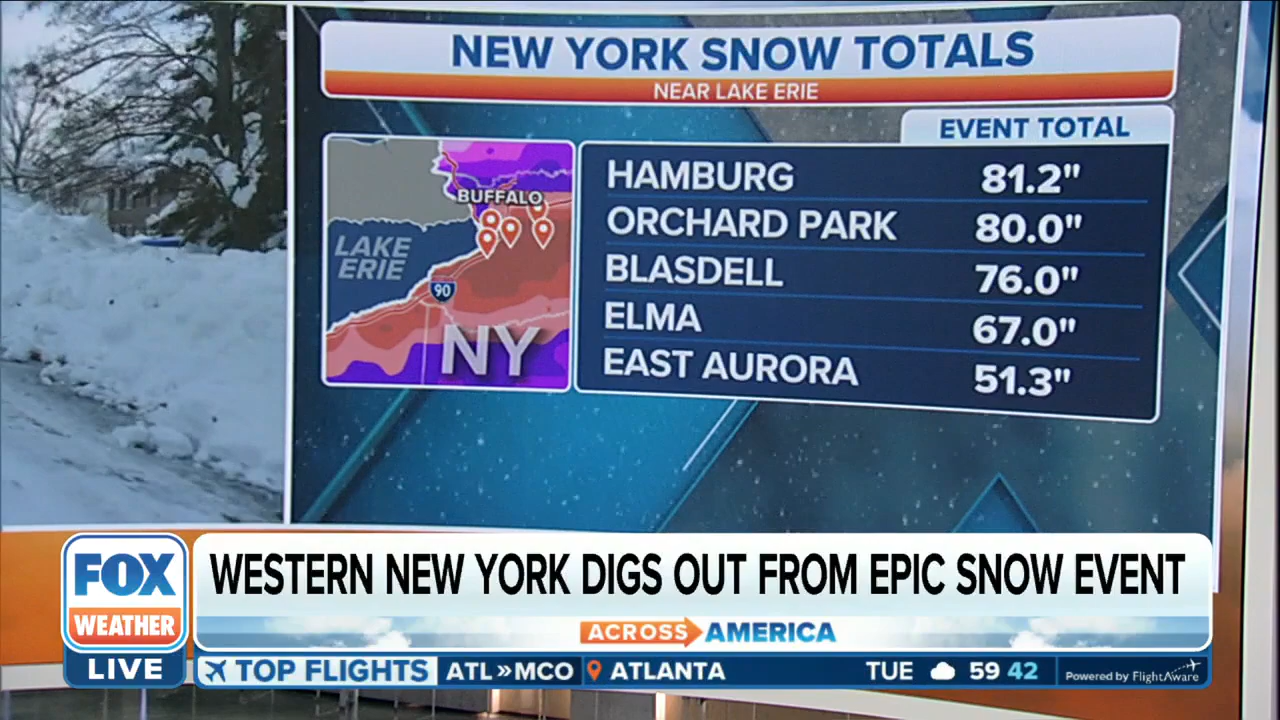 NEW YORK SNOW TOTALS
NEAR LAKE ERIE
EVENT TOTAL
HAMBURG 81.2"
ORCHARD PARK 80.0"
BLASDELL 76.0"
ELMA 67.0"
EAST AURORA 51.3"
BUFFALO
LAKE
ERIE
90
NY
FOX
WEATHER
LIVE
WESTERN NEW YORK DIGS OUT FROM EPIC SNOW EVENT
ACROSS AMERICA
TOP FLIGHTS ATL » MCO ATLANTA TUE 59 42 Powered by FlightAware